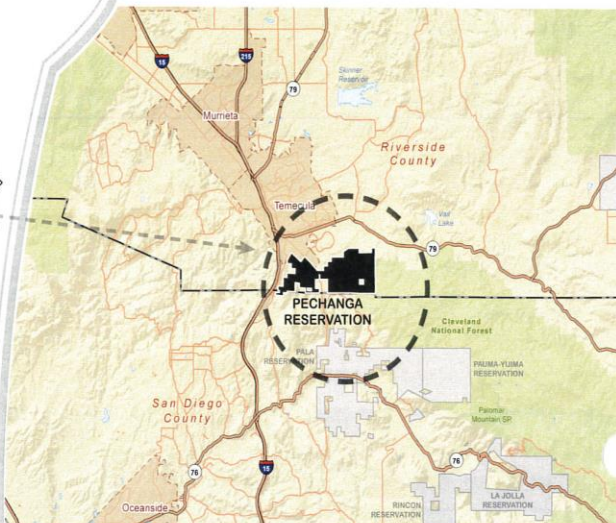 15
215
79
Skinner
Reservoir
Murrieta
Riverside
County
Temecula
Vail
Lake
79
PECHANGA
RESERVATION
Cleveland
National Forest
PALA
RESERVATION
PAUMA-YUIMA
RESERVATION
San Diego
County
Palomar
Mountain SP
76
15
76
LA JOLLA
RESERVATION
Oceanside
RINCON
RESERVATION